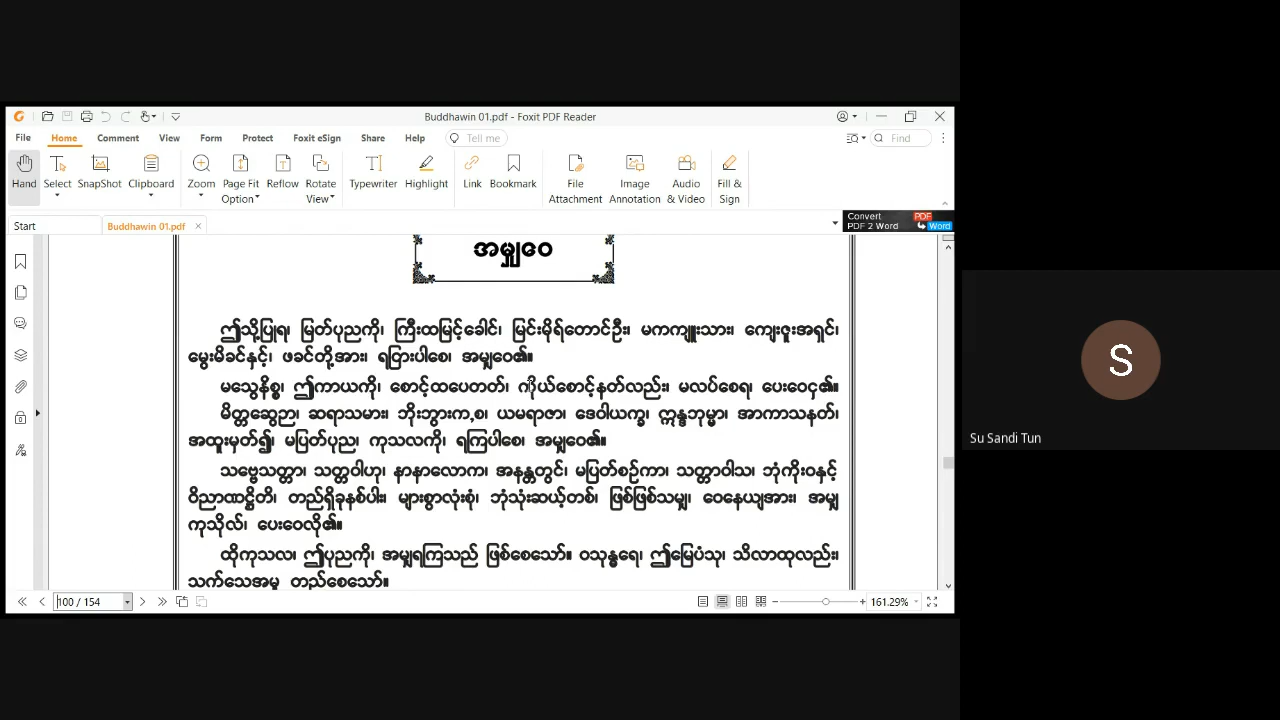 Buddhawin 01.pdf - Foxit PDF Reader
File Home Comment View Form Protect Foxit eSign Share Help Tell me Find
Hand Select SnapShot Clipboard Zoom Page Fit Option Reflow Rotate View Typewriter Highlight Link Bookmark File Attachment Image Annotation Audio & Video Fill & Sign
Start Buddhawin 01.pdf Convert PDF 2 Word PDF Word
အမျှဝေ
ဤသို့ပြုရ၊ မြတ်ပုညကို၊ ကြီးထမြင့်ခေါင်၊ မြင်းမိုရ်တောင်ဦး၊ မကကျူးသား၊ ကျေးဇူးအရှင်၊
မွေးမိခင်နှင့်၊ ဖခင်တို့အား၊ ရငြားပါစေ၊ အမျှဝေ၏။
မသွေနိစ္စ၊ ဤကာယကို၊ စောင့်ထပေတတ်၊ ကိုယ်စောင့်နတ်လည်း၊ မလပ်စေရ၊ ပေးဝေငှ၏။
မိတ္တဆွေဉာ၊ ဆရာသမား၊ ဘိုးဘွားက,စ၊ ယမရာဇာ၊ ဒေဝါယက္ခ၊ ဣန္ဒဘုမ္မာ၊ အာကာသနတ်၊
အထူးမှတ်၍၊ မပြတ်ပုည၊ ကုသလကို၊ ရကြပါစေ၊ အမျှဝေ၏။
သဗ္ဗေသတ္တာ၊ သတ္တဝါဟု၊ နာနာလောက၊ အနန္တတွင်၊ မပြတ်စဉ်ကာ၊ သတ္တာဝါသ၊ ဘုံကိုးဝနှင့်
ဝိညာဏဋ္ဌိတိ၊ တည်ရှိခုနစ်ပါး၊ များစွာလုံးစုံ၊ ဘုံသုံးဆယ့်တစ်၊ ဖြစ်ဖြစ်သမျှ၊ ဝေနေယျအား၊ အမျှ
ကုသိုလ်၊ ပေးဝေလို၏။
ထိုကုသလ၊ ဤပုညကို၊ အမျှရကြသည် ဖြစ်စေသော်။ ဝသုန္ဓရေ၊ ဤမြေပံသု၊ သိလာထုလည်း၊
သက်သေအမှု တည်စေသော်။
100 / 154 161.29%
S
Su Sandi Tun